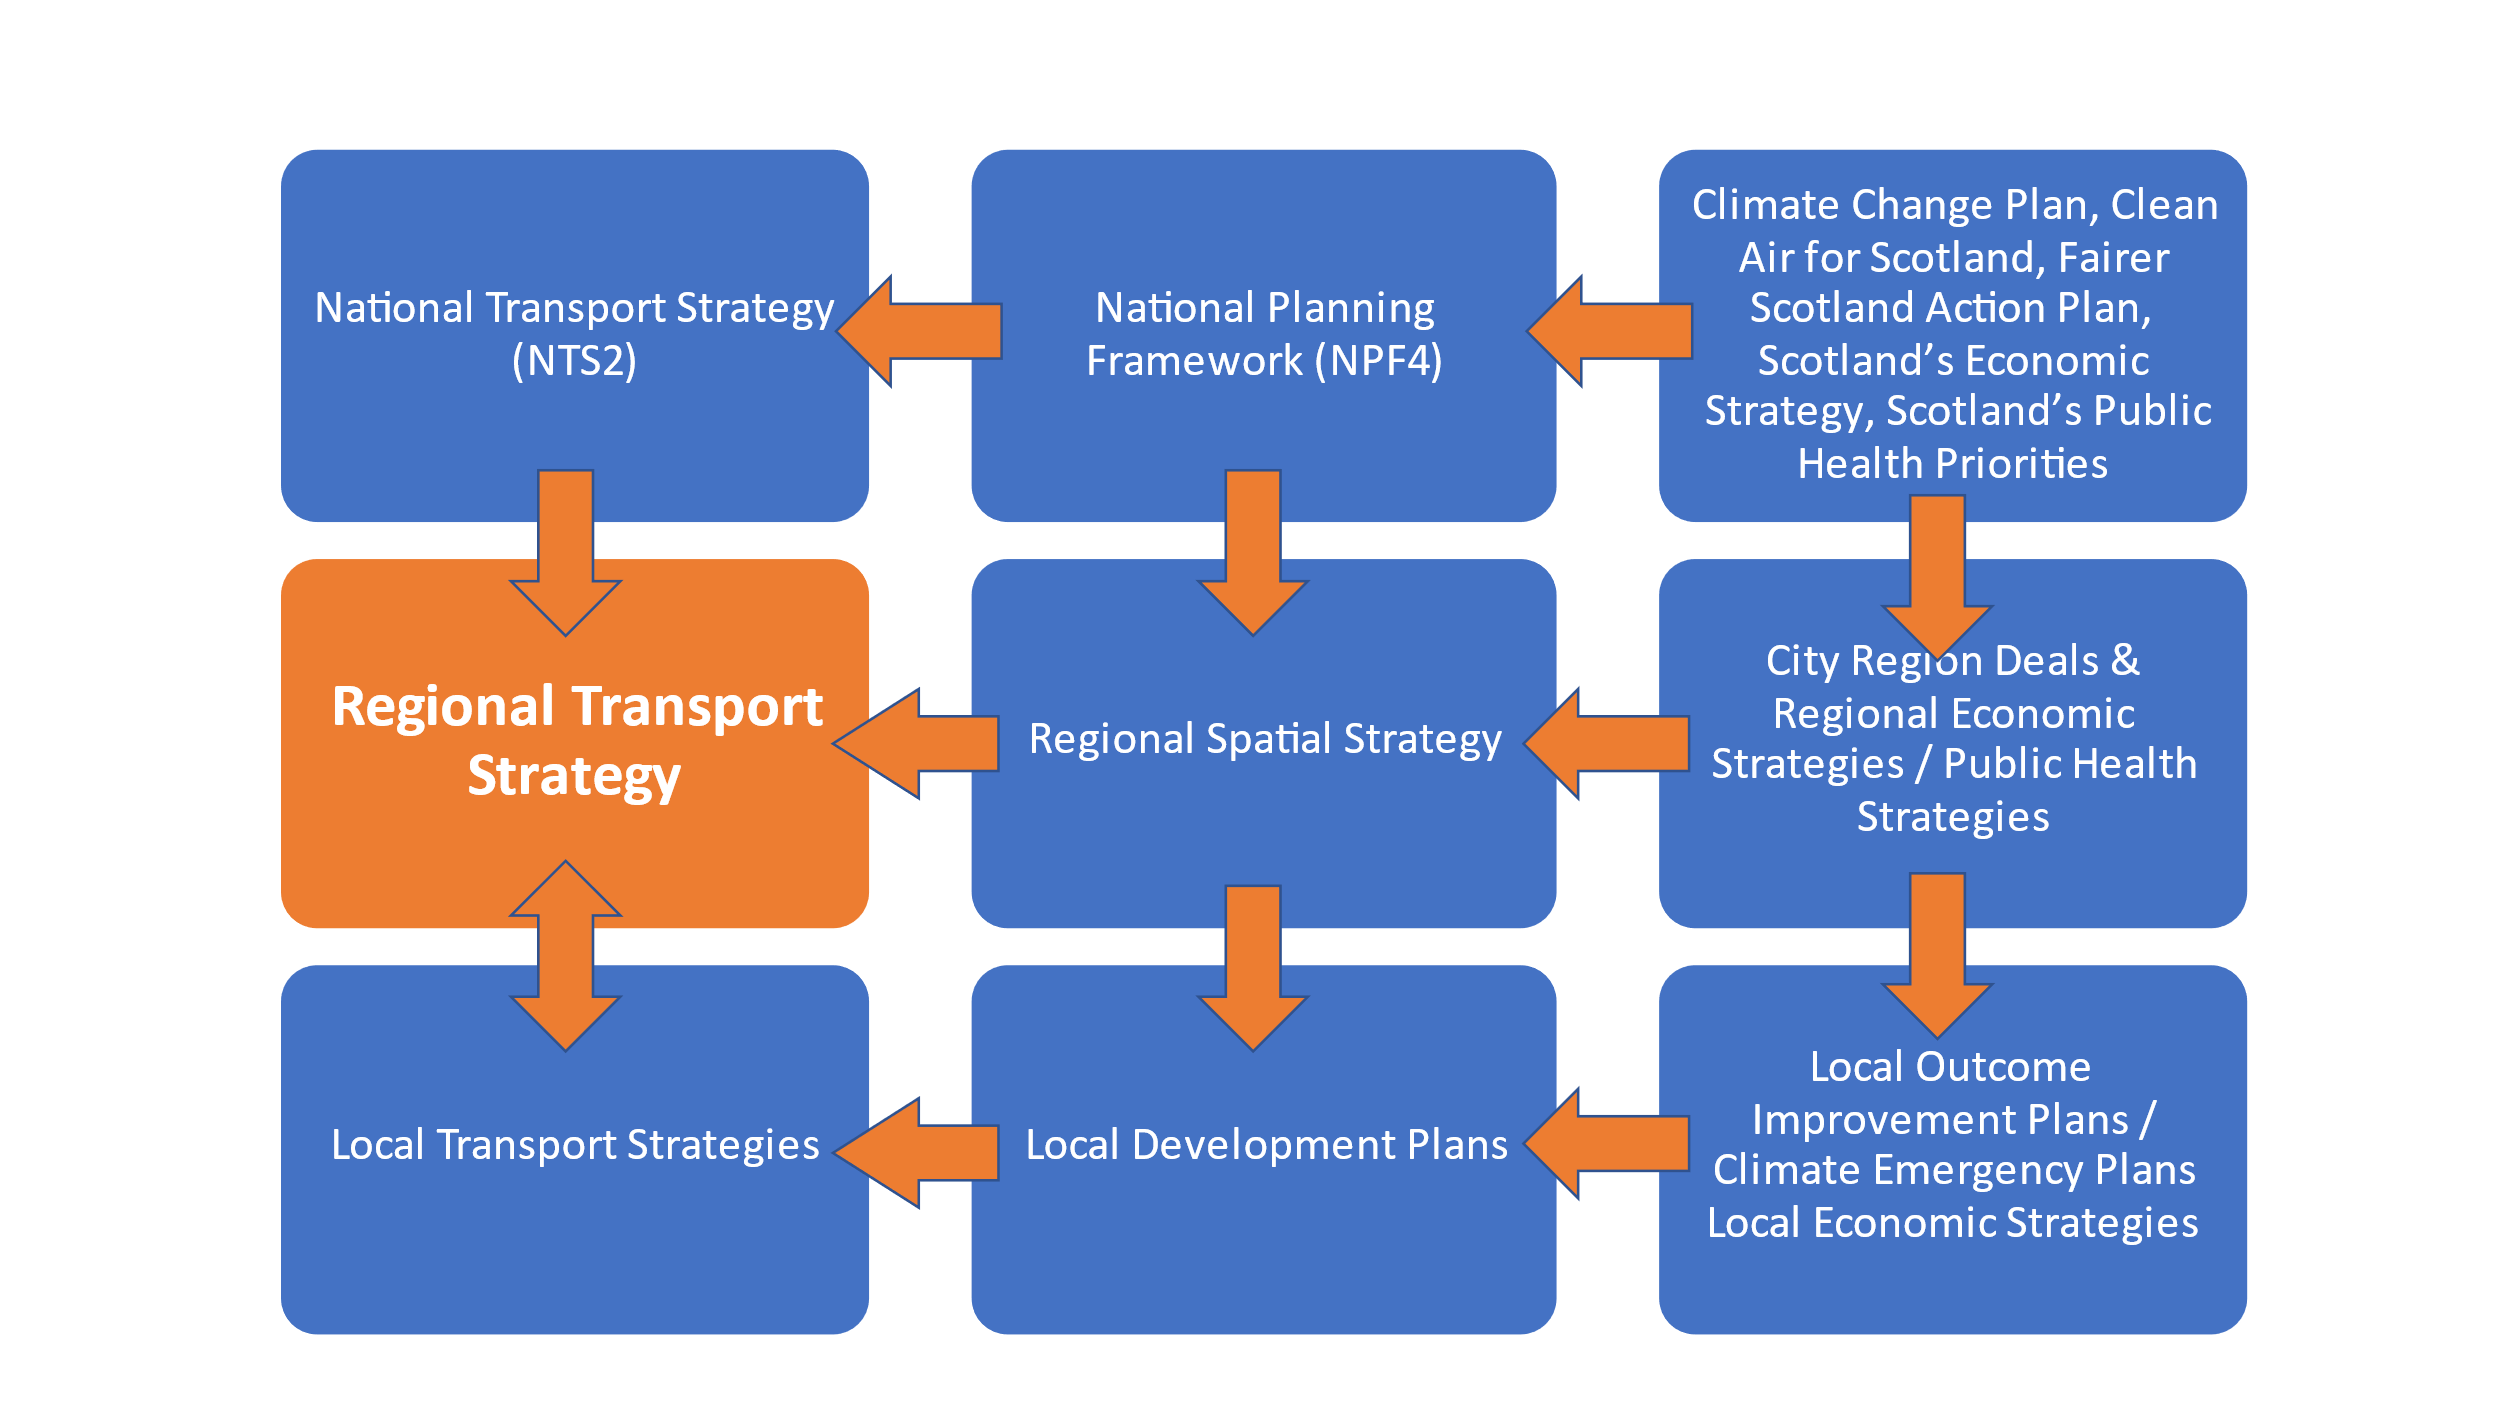 National Transport Strategy
(NTS2)
National Planning
Framework (NPF4)
Climate Change Plan, Clean
Air for Scotland, Fairer
Scotland Action Plan,
Scotland’s Economic
Strategy, Scotland’s Public
Health Priorities
Regional Transport
Strategy
Regional Spatial Strategy
City Region Deals &
Regional Economic
Strategies / Public Health
Strategies
Local Transport Strategies
Local Development Plans
Local Outcome
Improvement Plans /
Climate Emergency Plans
Local Economic Strategies